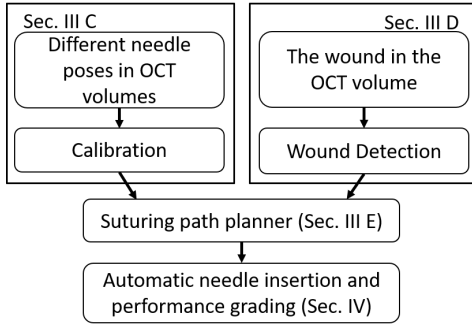 Sec. III C
Different needle
poses in OCT
volumes
Calibration
Sec. III D
The wound in the
OCT volume
Wound Detection
Suturing path planner (Sec. III E)
Automatic needle insertion and
performance grading (Sec. IV)